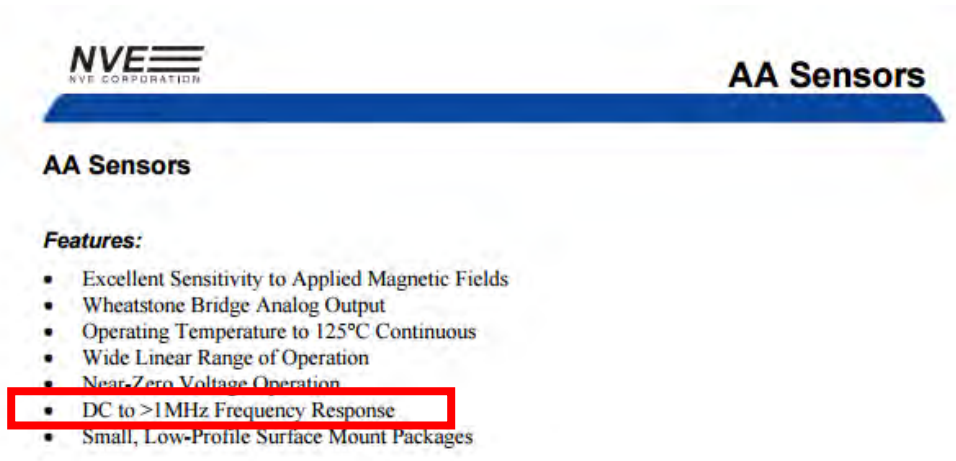 NVE
NVE CORPORATION
AA Sensors
AA Sensors
Features:
• Excellent Sensitivity to Applied Magnetic Fields
• Wheatstone Bridge Analog Output
• Operating Temperature to 125°C Continuous
• Wide Linear Range of Operation
• Near-Zero Voltage Operation
• DC to >1MHz Frequency Response
• Small, Low-Profile Surface Mount Packages